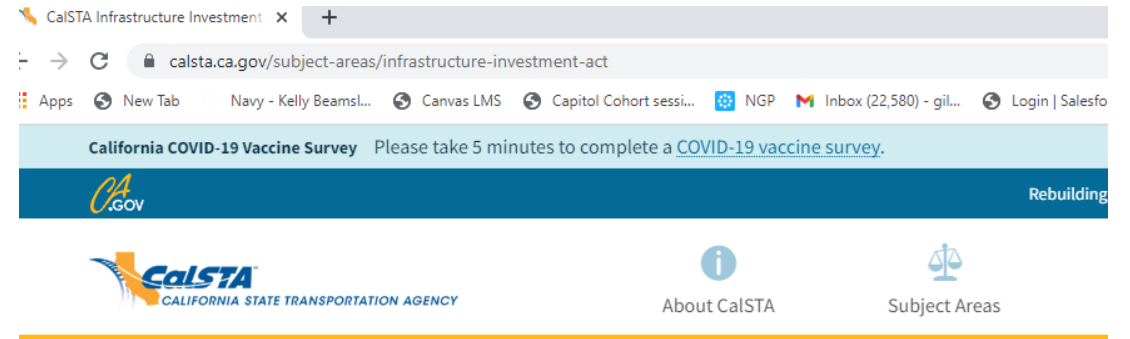 CalSTA Infrastructure Investment
calsta.ca.gov/subject-areas/infrastructure-investment-act
Apps New Tab Navy - Kelly Beamsl... Canvas LMS Capitol Cohort sessi... NGP Inbox (22,580) - gil... Login | Salesfo
California COVID-19 Vaccine Survey Please take 5 minutes to complete a COVID-19 vaccine survey.
CA
.GOV
Rebuilding
CalSTA
CALIFORNIA STATE TRANSPORTATION AGENCY
About CalSTA
Subject Areas